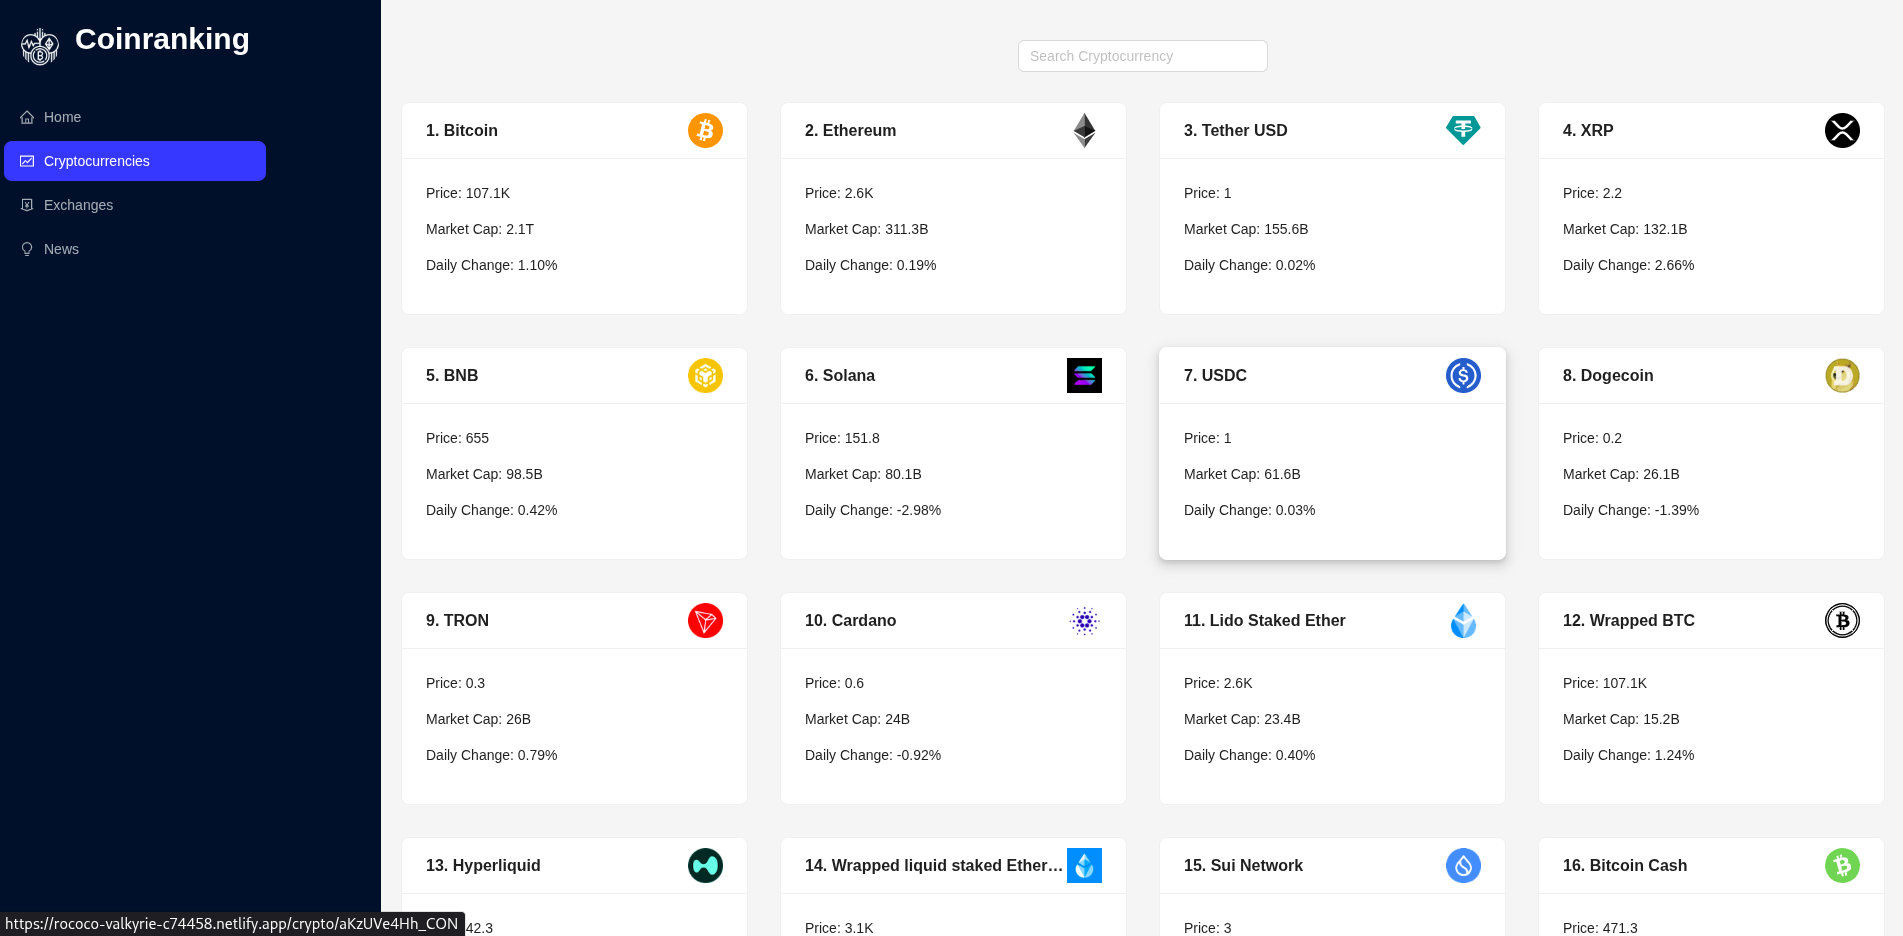 Coinranking
Home
Cryptocurrencies
Exchanges
News
Search Cryptocurrency
1. Bitcoin
Price: 107.1K
Market Cap: 2.1T
Daily Change: 1.10%
2. Ethereum
Price: 2.6K
Market Cap: 311.3B
Daily Change: 0.19%
3. Tether USD
Price: 1
Market Cap: 155.6B
Daily Change: 0.02%
4. XRP
Price: 2.2
Market Cap: 132.1B
Daily Change: 2.66%
5. BNB
Price: 655
Market Cap: 98.5B
Daily Change: 0.42%
6. Solana
Price: 151.8
Market Cap: 80.1B
Daily Change: -2.98%
7. USDC
Price: 1
Market Cap: 61.6B
Daily Change: 0.03%
8. Dogecoin
Price: 0.2
Market Cap: 26.1B
Daily Change: -1.39%
9. TRON
Price: 0.3
Market Cap: 26B
Daily Change: 0.79%
10. Cardano
Price: 0.6
Market Cap: 24B
Daily Change: -0.92%
11. Lido Staked Ether
Price: 2.6K
Market Cap: 23.4B
Daily Change: 0.40%
12. Wrapped BTC
Price: 107.1K
Market Cap: 15.2B
Daily Change: 1.24%
13. Hyperliquid
42.3
14. Wrapped liquid staked Ether…
Price: 3.1K
15. Sui Network
Price: 3
16. Bitcoin Cash
Price: 471.3
https://rococo-valkyrie-c74458.netlify.app/crypto/aKzUVe4Hh_CON